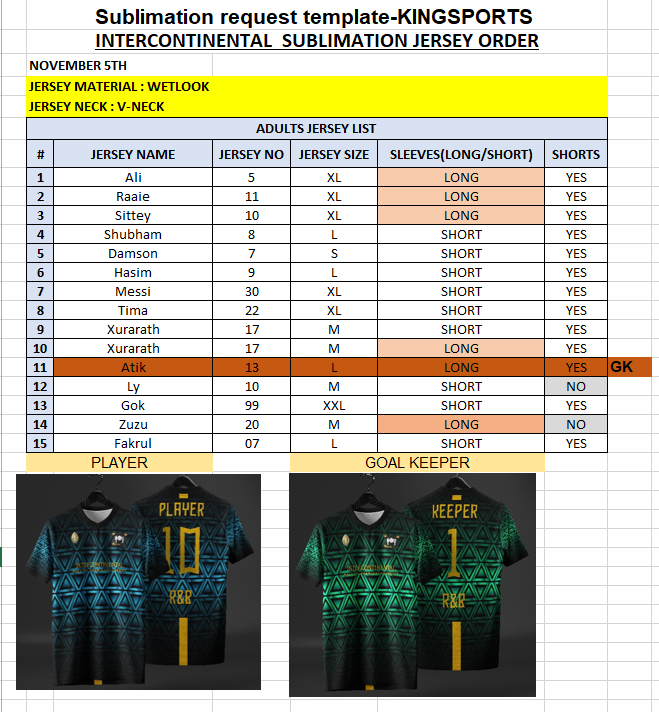 Sublimation request template-KINGSPORTS
INTERCONTINENTAL SUBLIMATION JERSEY ORDER
NOVEMBER 5TH
JERSEY MATERIAL : WETLOOK
JERSEY NECK : V-NECK
ADULTS JERSEY LIST
# JERSEY NAME JERSEY NO JERSEY SIZE SLEEVES(LONG/SHORT) SHORTS
1 Ali 5 XL LONG YES
2 Raaie 11 XL LONG YES
3 Sittey 10 XL LONG YES
4 Shubham 8 L SHORT YES
5 Damson 7 S SHORT YES
6 Hasim 9 L SHORT YES
7 Messi 30 XL SHORT YES
8 Tima 22 XL SHORT YES
9 Xurarath 17 M SHORT YES
10 Xurarath 17 M LONG YES
11 Atik 13 L LONG YES GK
12 Ly 10 M SHORT NO
13 Gok 99 XXL SHORT YES
14 Zuzu 20 M LONG NO
15 Fakrul 07 L SHORT YES
PLAYER GOAL KEEPER
PLAYER
10
R&B
KEEPER
1
R&B